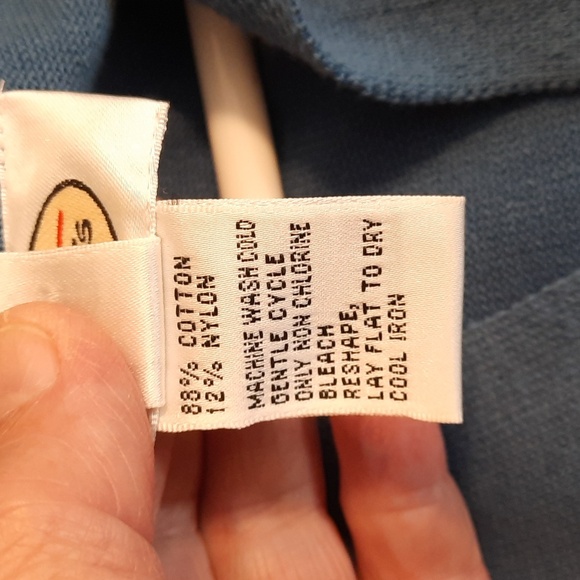 88% COTTON
12% NYLON
MACHINE WASH COLD
GENTLE CYCLE
ONLY NON CHLORINE
BLEACH
RESHAPE,
LAY FLAT TO DRY
COOL IRON